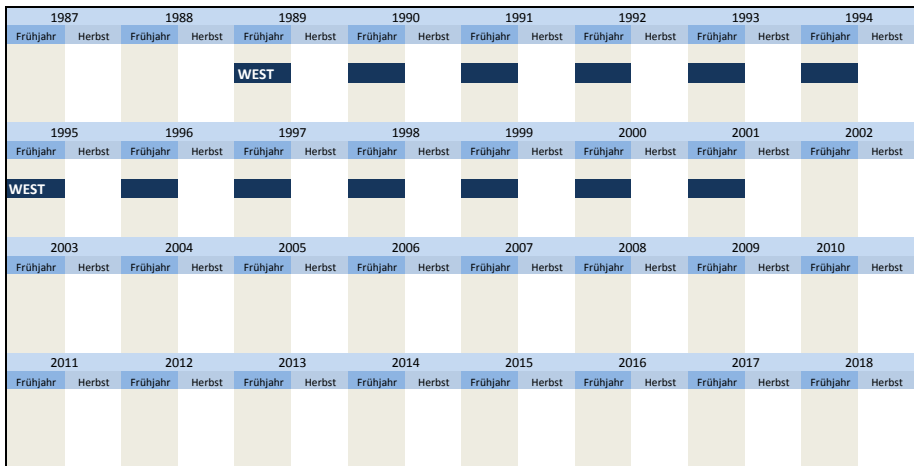 1987 1988 1989 1990 1991 1992 1993 1994
Frühjahr Herbst Frühjahr Herbst Frühjahr Herbst Frühjahr Herbst Frühjahr Herbst Frühjahr Herbst Frühjahr Herbst Frühjahr Herbst
WEST
1995 1996 1997 1998 1999 2000 2001 2002
Frühjahr Herbst Frühjahr Herbst Frühjahr Herbst Frühjahr Herbst Frühjahr Herbst Frühjahr Herbst Frühjahr Herbst Frühjahr Herbst
WEST
2003 2004 2005 2006 2007 2008 2009 2010
Frühjahr Herbst Frühjahr Herbst Frühjahr Herbst Frühjahr Herbst Frühjahr Herbst Frühjahr Herbst Frühjahr Herbst Frühjahr Herbst
2011 2012 2013 2014 2015 2016 2017 2018
Frühjahr Herbst Frühjahr Herbst Frühjahr Herbst Frühjahr Herbst Frühjahr Herbst Frühjahr Herbst Frühjahr Herbst Frühjahr Herbst